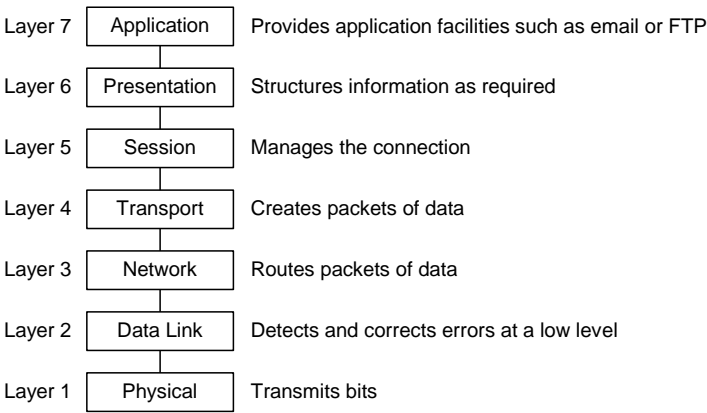 Layer 7 Application Provides application facilities such as email or FTP
Layer 6 Presentation Structures information as required
Layer 5 Session Manages the connection
Layer 4 Transport Creates packets of data
Layer 3 Network Routes packets of data
Layer 2 Data Link Detects and corrects errors at a low level
Layer 1 Physical Transmits bits